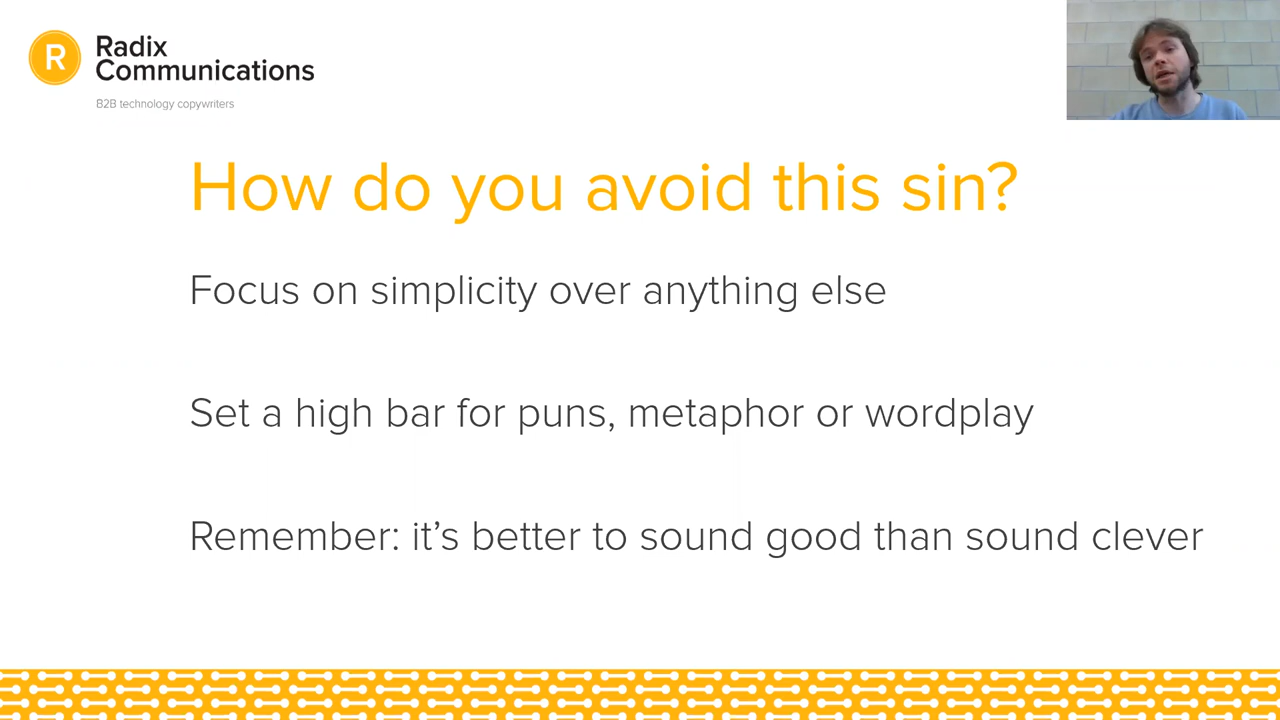 R
Radix
Communications
B2B technology copywriters
How do you avoid this sin?
Focus on simplicity over anything else
Set a high bar for puns, metaphor or wordplay
Remember: it’s better to sound good than sound clever